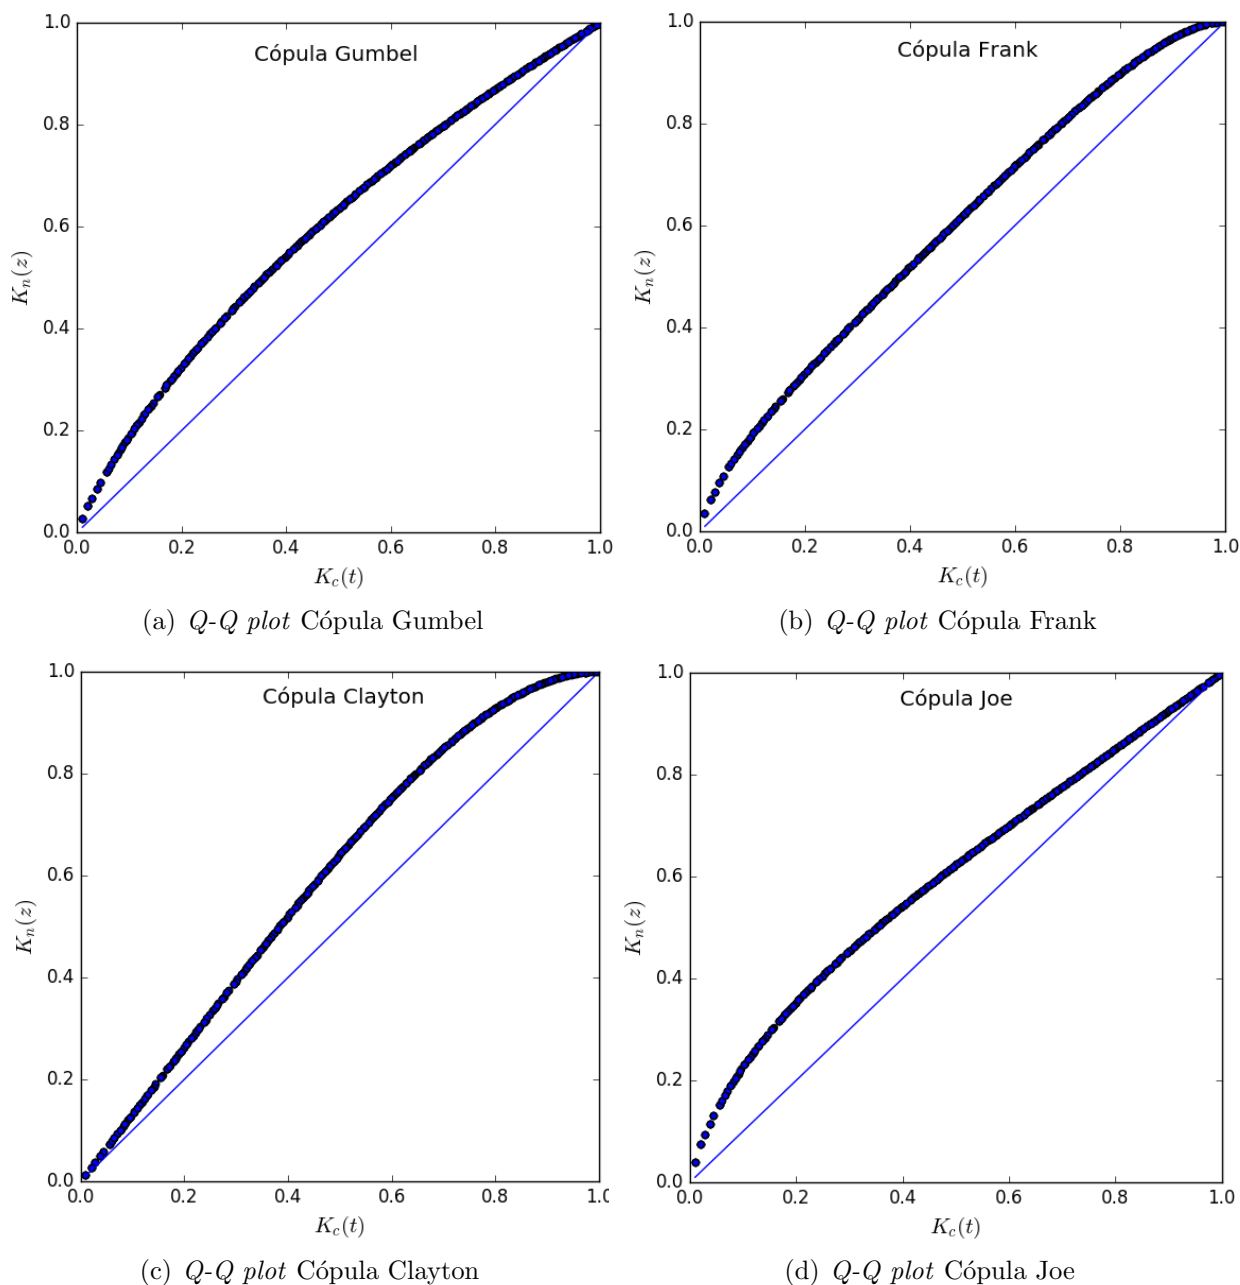 Cópula Gumbel
1.0
0.8
0.6
0.4
0.2
0.0
K_n(z)
0.0 0.2 0.4 0.6 0.8 1.0
K_c(t)
(a) Q-Q plot Cópula Gumbel
Cópula Frank
1.0
0.8
0.6
0.4
0.2
0.0
K_n(z)
0.0 0.2 0.4 0.6 0.8 1.0
K_c(t)
(b) Q-Q plot Cópula Frank
Cópula Clayton
1.0
0.8
0.6
0.4
0.2
0.0
K_n(z)
0.0 0.2 0.4 0.6 0.8 1.0
K_c(t)
(c) Q-Q plot Cópula Clayton
Cópula Joe
1.0
0.8
0.6
0.4
0.2
0.0
K_n(z)
0.0 0.2 0.4 0.6 0.8 1.0
K_c(t)
(d) Q-Q plot Cópula Joe